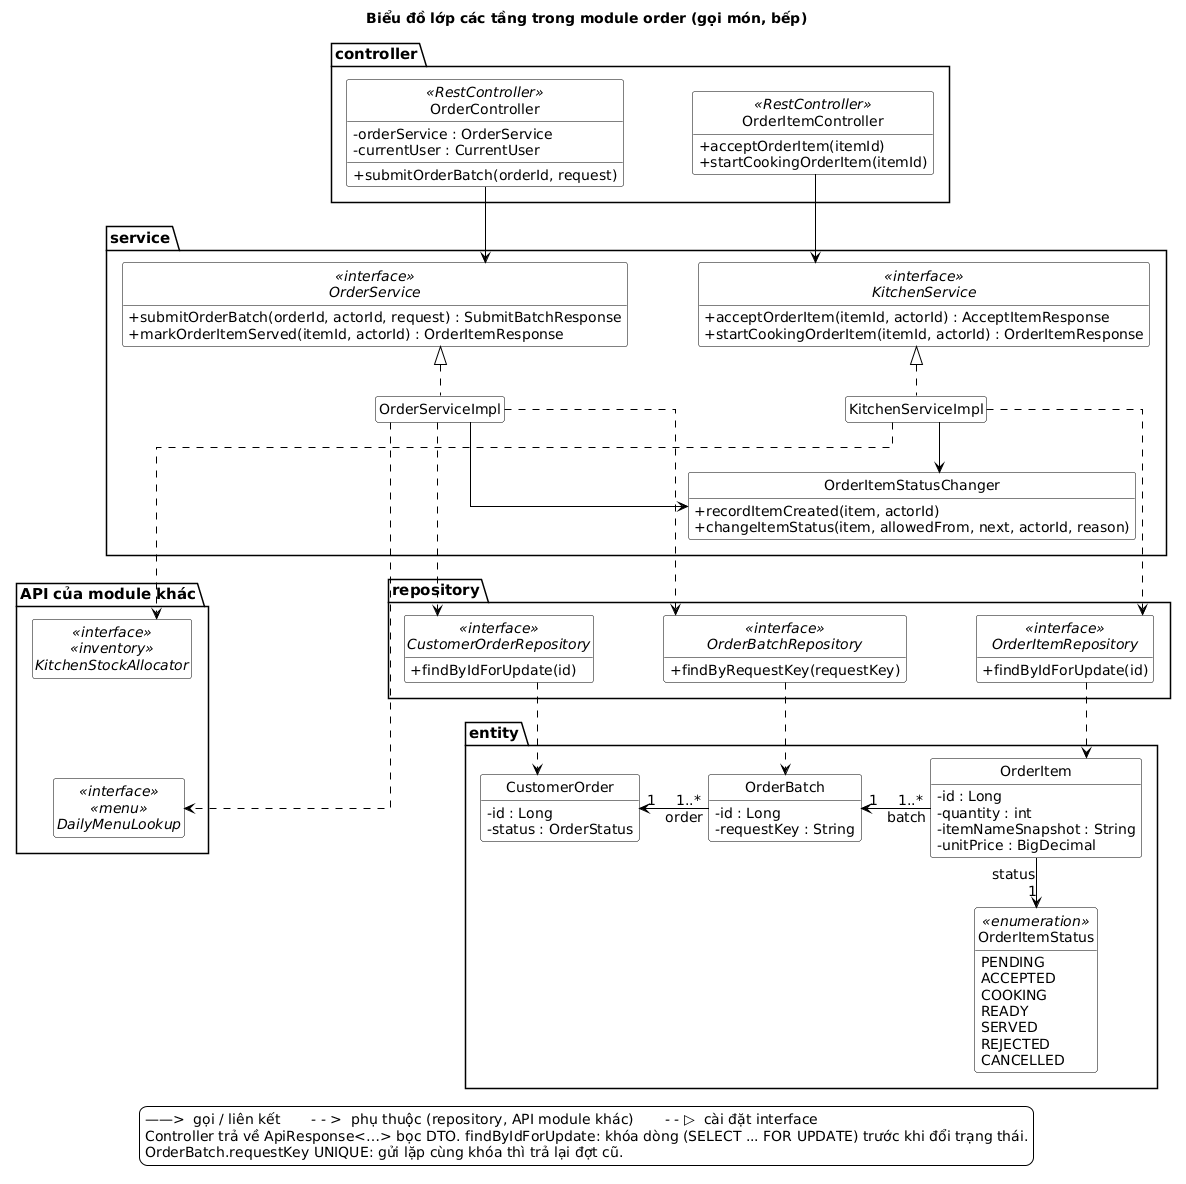 Biểu đồ lớp các tầng trong module order (gọi món, bếp)
controller
«RestController»
OrderController
-orderService : OrderService
-currentUser : CurrentUser
+submitOrderBatch(orderId, request)
«RestController»
OrderItemController
+acceptOrderItem(itemId)
+startCookingOrderItem(itemId)
service
«interface»
OrderService
+submitOrderBatch(orderId, actorId, request) : SubmitBatchResponse
+markOrderItemServed(itemId, actorId) : OrderItemResponse
«interface»
KitchenService
+acceptOrderItem(itemId, actorId) : AcceptItemResponse
+startCookingOrderItem(itemId, actorId) : OrderItemResponse
OrderServiceImpl
KitchenServiceImpl
OrderItemStatusChanger
+recordItemCreated(item, actorId)
+changeItemStatus(item, allowedFrom, next, actorId, reason)
API của module khác
«interface»
«inventory»
KitchenStockAllocator
«interface»
«menu»
DailyMenuLookup
repository
«interface»
CustomerOrderRepository
+findByIdForUpdate(id)
«interface»
OrderBatchRepository
+findByRequestKey(requestKey)
«interface»
OrderItemRepository
+findByIdForUpdate(id)
entity
CustomerOrder
-id : Long
-status : OrderStatus
1 1..*
order
OrderBatch
-id : Long
-requestKey : String
1 1..*
batch
OrderItem
-id : Long
-quantity : int
-itemNameSnapshot : String
-unitPrice : BigDecimal
status
1
«enumeration»
OrderItemStatus
PENDING
ACCEPTED
COOKING
READY
SERVED
REJECTED
CANCELLED
——> gọi / liên kết - - > phụ thuộc (repository, API module khác) - - ▷ cài đặt interface
Controller trả về ApiResponse<...> bọc DTO. findByIdForUpdate: khóa dòng (SELECT ... FOR UPDATE) trước khi đổi trạng thái.
OrderBatch.requestKey UNIQUE: gửi lặp cùng khóa thì trả lại đợt cũ.